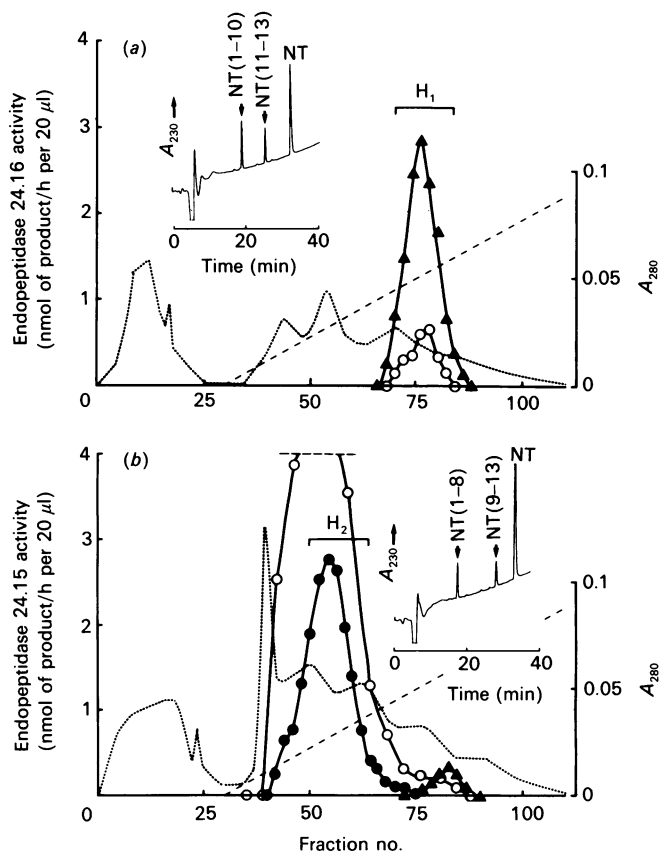 4
3
2
1
Endopeptidase 24.16 activity
(nmol of product/h per 20 µl)
(a)
A230
NT(1–10)
NT(11–13)
NT
0 20 40
Time (min)
H1
0.1
0.05
0
A280
0 25 50 75 100
4
3
2
1
Endopeptidase 24.15 activity
(nmol of product/h per 20 µl)
(b)
H2
A230
NT(1–8)
NT(9–13)
NT
0 20 40
Time (min)
0.1
0.05
0
A280
0 25 50 75 100
Fraction no.